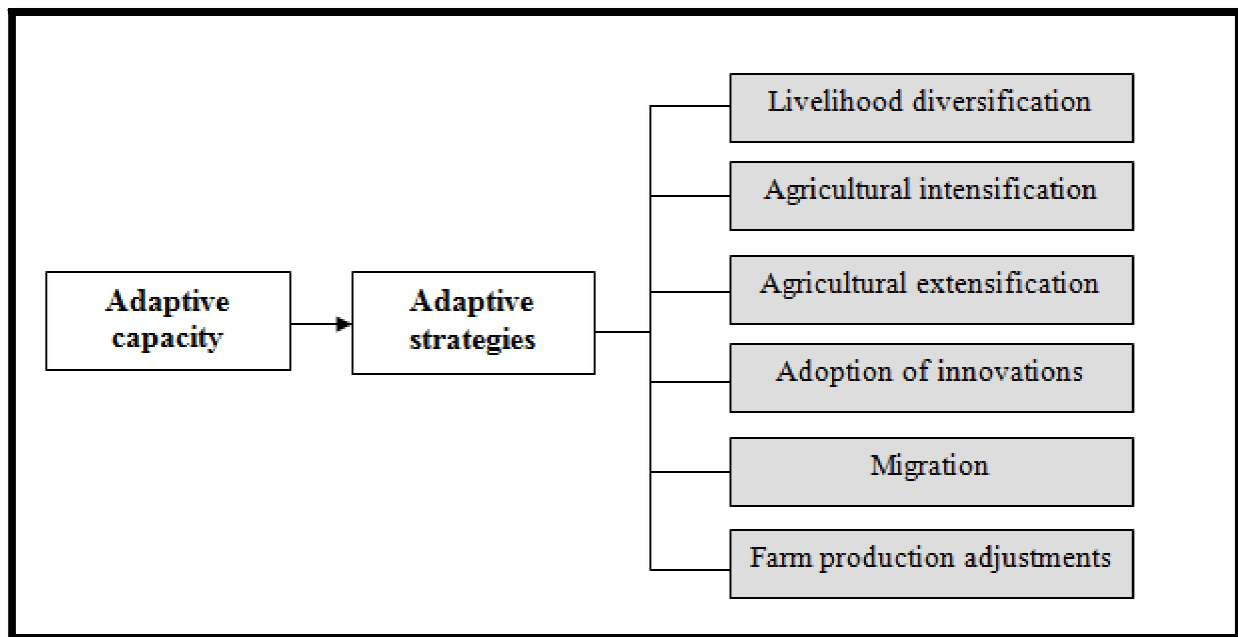 Livelihood diversification
Agricultural intensification
Agricultural extensification
Adaptive
capacity
Adaptive
strategies
Adoption of innovations
Migration
Farm production adjustments